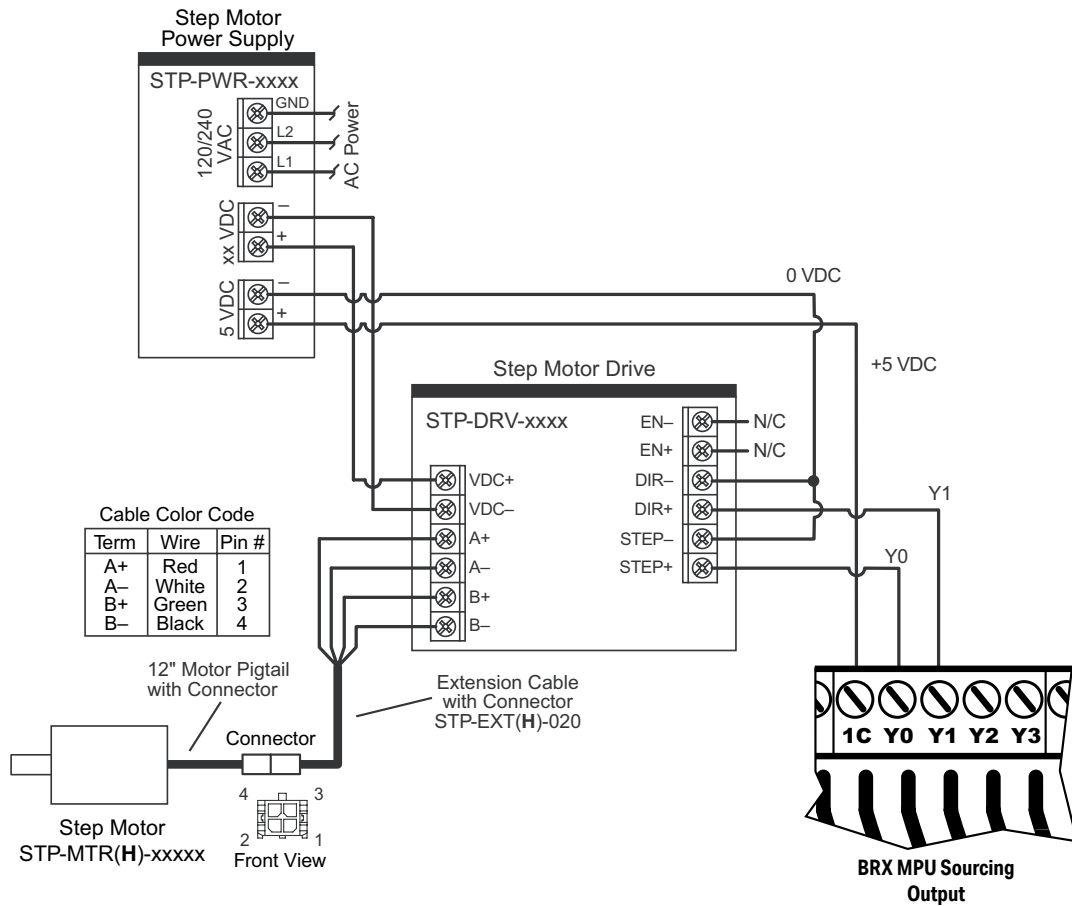 Step Motor
Power Supply
STP-PWR-xxxx
120/240
VAC
GND
L2
L1
AC Power
xx VDC
–
+
5 VDC
–
+
0 VDC
+5 VDC
Step Motor Drive
STP-DRV-xxxx
EN–
N/C
EN+
N/C
DIR–
DIR+
Y1
STEP–
STEP+
Y0
VDC+
VDC–
A+
A–
B+
B–
Cable Color Code
Term Wire Pin #
A+ Red 1
A– White 2
B+ Green 3
B– Black 4
12" Motor Pigtail
with Connector
Extension Cable
with Connector
STP-EXT(H)-020
Connector
4 3
2 1
Front View
Step Motor
STP-MTR(H)-xxxxx
1C Y0 Y1 Y2 Y3
BRX MPU Sourcing
Output